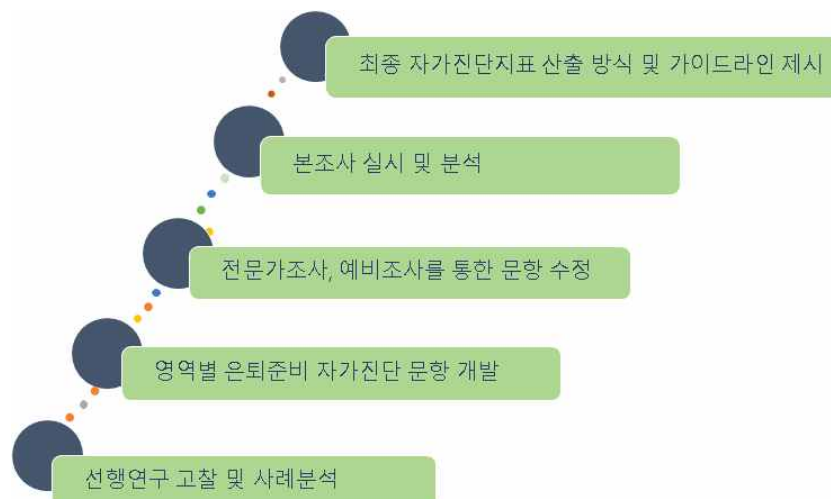 최종 자가진단지표 산출 방식 및 가이드라인 제시
본조사 실시 및 분석
전문가조사, 예비조사를 통한 문항 수정
영역별 은퇴준비 자가진단 문항 개발
선행연구 고찰 및 사례분석